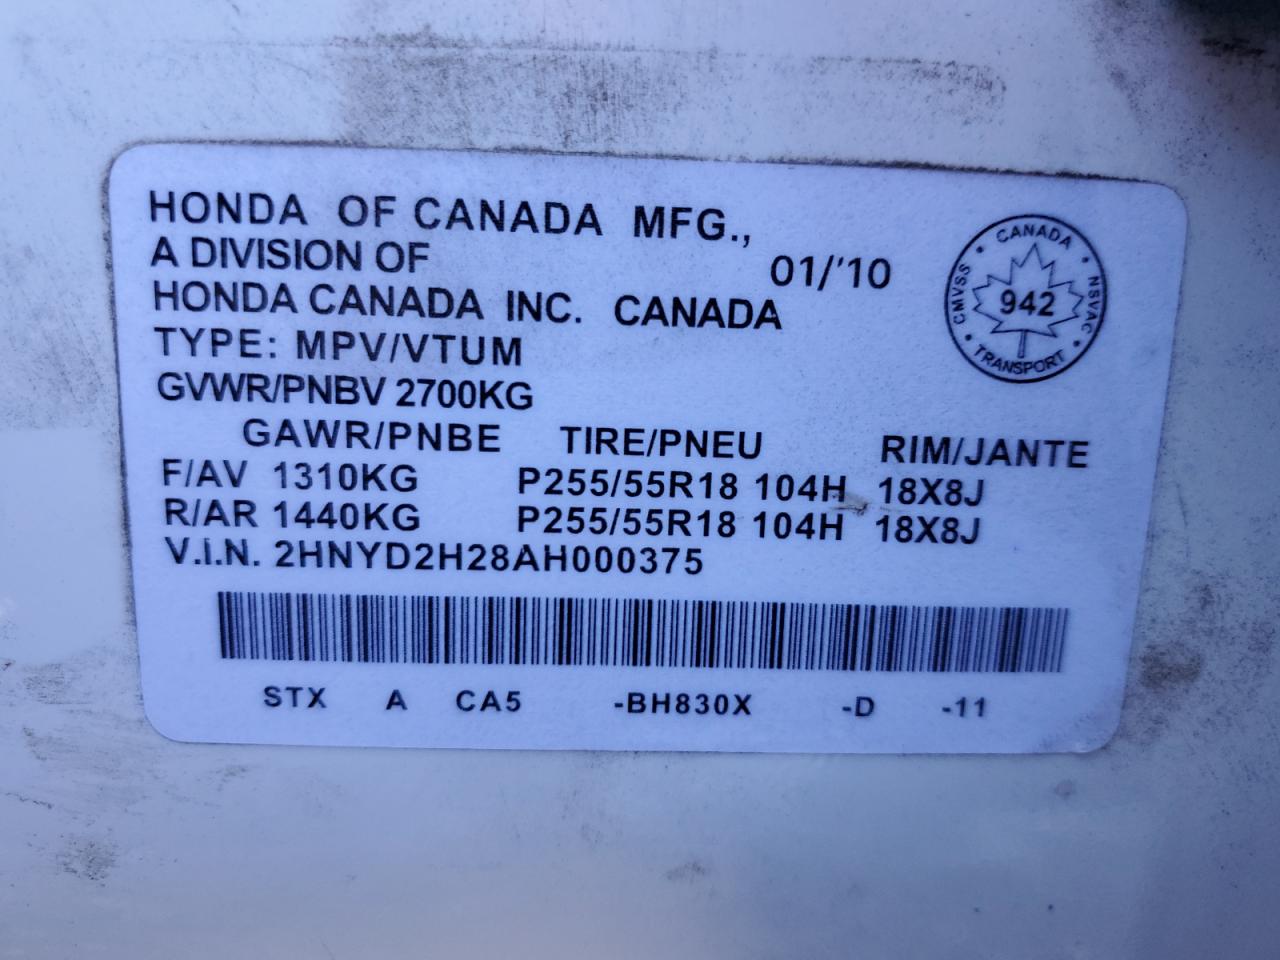 HONDA OF CANADA MFG.,
A DIVISION OF
01/'10
HONDA CANADA INC. CANADA
TYPE: MPV/VTUM
GVWR/PNBV 2700KG
GAWR/PNBE TIRE/PNEU RIM/JANTE
F/AV 1310KG P255/55R18 104H 18X8J
R/AR 1440KG P255/55R18 104H 18X8J
V.I.N. 2HNYD2H28AH000375
STX A CA5 -BH830X -D -11
CANADA
CMVSS
942
NSVAC
TRANSPORT